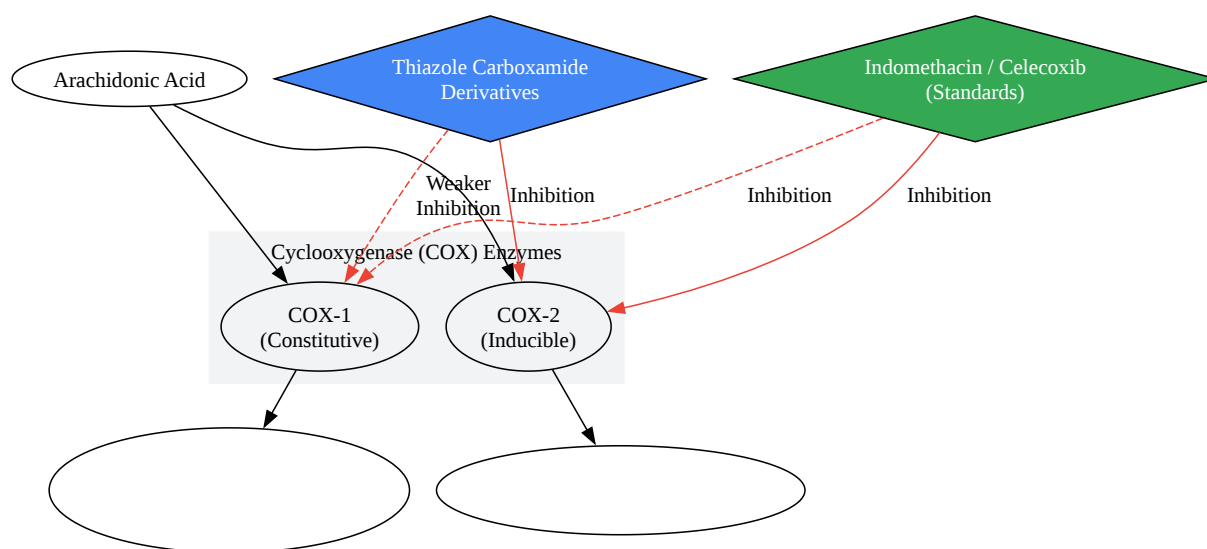 Arachidonic Acid
Thiazole Carboxamide
Derivatives
Indomethacin / Celecoxib
(Standards)
Weaker
Inhibition
Inhibition
Inhibition
Inhibition
Cyclooxygenase (COX) Enzymes
COX-1
(Constitutive)
COX-2
(Inducible)